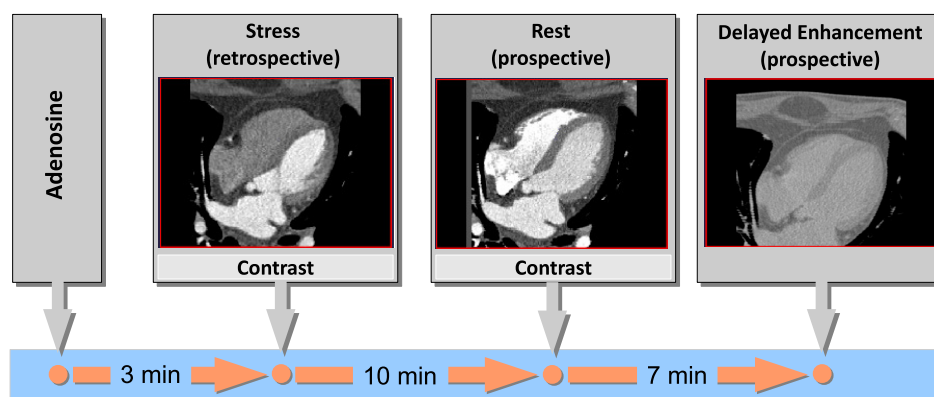 Adenosine
Stress
(retrospective)
Contrast
Rest
(prospective)
Contrast
Delayed Enhancement
(prospective)
3 min
10 min
7 min